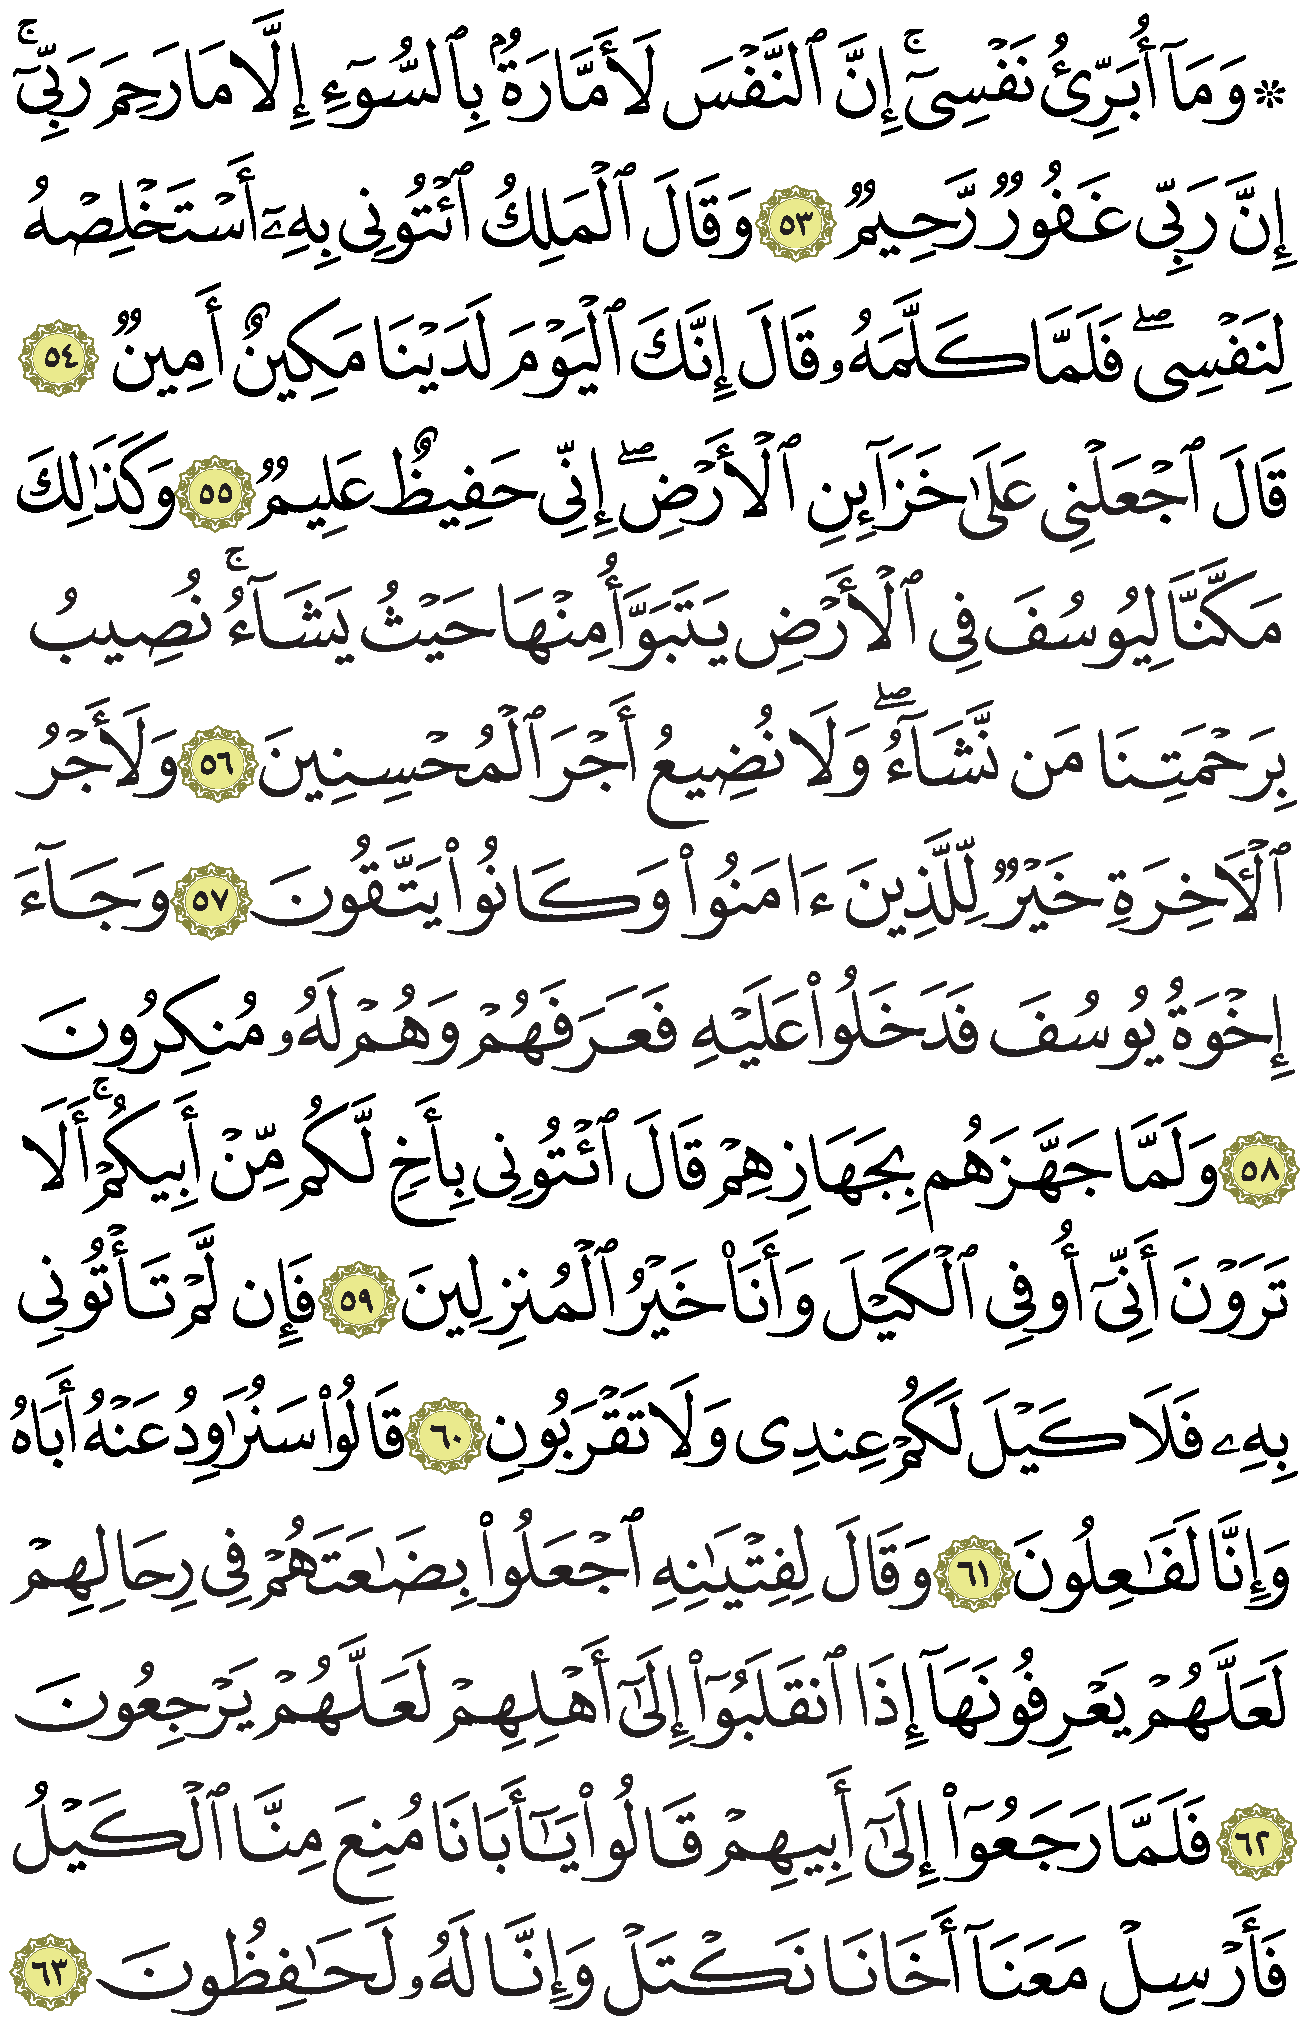 ۞ وَمَآ أُبَرِّئُ نَفۡسِيٓۚ إِنَّ ٱلنَّفۡسَ لَأَمَّارَةُۢ بِٱلسُّوٓءِ إِلَّا مَا رَحِمَ رَبِّيٓۚ
إِنَّ رَبِّي غَفُورٞ رَّحِيمٞ ٥٣ وَقَالَ ٱلۡمَلِكُ ٱئۡتُونِي بِهِۦٓ أَسۡتَخۡلِصۡهُ
لِنَفۡسِيۖ فَلَمَّا كَلَّمَهُۥ قَالَ إِنَّكَ ٱلۡيَوۡمَ لَدَيۡنَا مَكِينٌ أَمِينٞ ٥٤
قَالَ ٱجۡعَلۡنِي عَلَىٰ خَزَآئِنِ ٱلۡأَرۡضِۖ إِنِّي حَفِيظٌ عَلِيمٞ ٥٥ وَكَذَٰلِكَ
مَكَّنَّا لِيُوسُفَ فِي ٱلۡأَرۡضِ يَتَبَوَّأُ مِنۡهَا حَيۡثُ يَشَآءُۚ نُصِيبُ
بِرَحۡمَتِنَا مَن نَّشَآءُۖ وَلَا نُضِيعُ أَجۡرَ ٱلۡمُحۡسِنِينَ ٥٦ وَلَأَجۡرُ
ٱلۡأٓخِرَةِ خَيۡرٞ لِّلَّذِينَ ءَامَنُواْ وَكَانُواْ يَتَّقُونَ ٥٧ وَجَآءَ
إِخۡوَةُ يُوسُفَ فَدَخَلُواْ عَلَيۡهِ فَعَرَفَهُمۡ وَهُمۡ لَهُۥ مُنكِرُونَ
٥٨ وَلَمَّا جَهَّزَهُم بِجَهَازِهِمۡ قَالَ ٱئۡتُونِي بِأَخٖ لَّكُم مِّنۡ أَبِيكُمۡۚ أَلَا
تَرَوۡنَ أَنِّيٓ أُوفِي ٱلۡكَيۡلَ وَأَنَا۠ خَيۡرُ ٱلۡمُنزِلِينَ ٥٩ فَإِن لَّمۡ تَأۡتُونِي
بِهِۦ فَلَا كَيۡلَ لَكُمۡ عِندِي وَلَا تَقۡرَبُونِ ٦٠ قَالُواْ سَنُرَٰوِدُ عَنۡهُ أَبَاهُ
وَإِنَّا لَفَٰعِلُونَ ٦١ وَقَالَ لِفِتۡيَٰنِهِ ٱجۡعَلُواْ بِضَٰعَتَهُمۡ فِي رِحَالِهِمۡ
لَعَلَّهُمۡ يَعۡرِفُونَهَآ إِذَا ٱنقَلَبُوٓاْ إِلَىٰٓ أَهۡلِهِمۡ لَعَلَّهُمۡ يَرۡجِعُونَ
٦٢ فَلَمَّا رَجَعُوٓاْ إِلَىٰٓ أَبِيهِمۡ قَالُواْ يَٰٓأَبَانَا مُنِعَ مِنَّا ٱلۡكَيۡلُ
فَأَرۡسِلۡ مَعَنَآ أَخَانَا نَكۡتَلۡ وَإِنَّا لَهُۥ لَحَٰفِظُونَ ٦٣